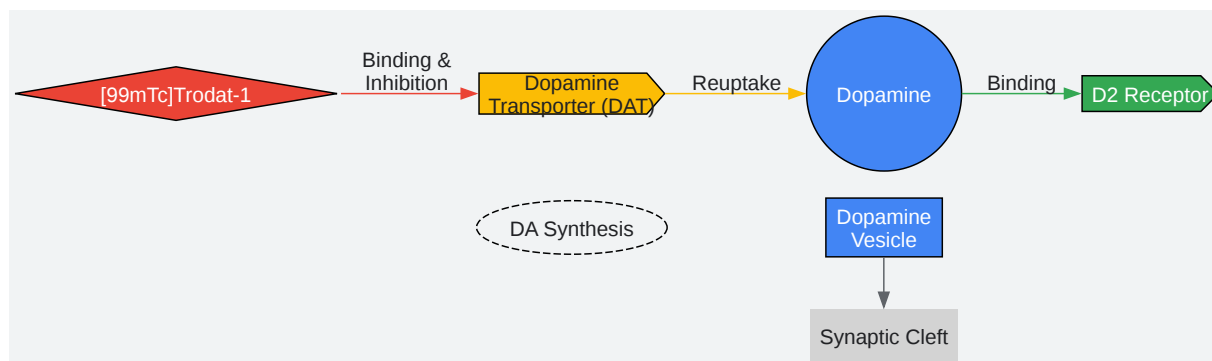 [99mTc]Trodat-1
Binding &
Inhibition
Dopamine
Transporter (DAT)
Reuptake
Dopamine
Binding
D2 Receptor
DA Synthesis
Dopamine
Vesicle
Synaptic Cleft